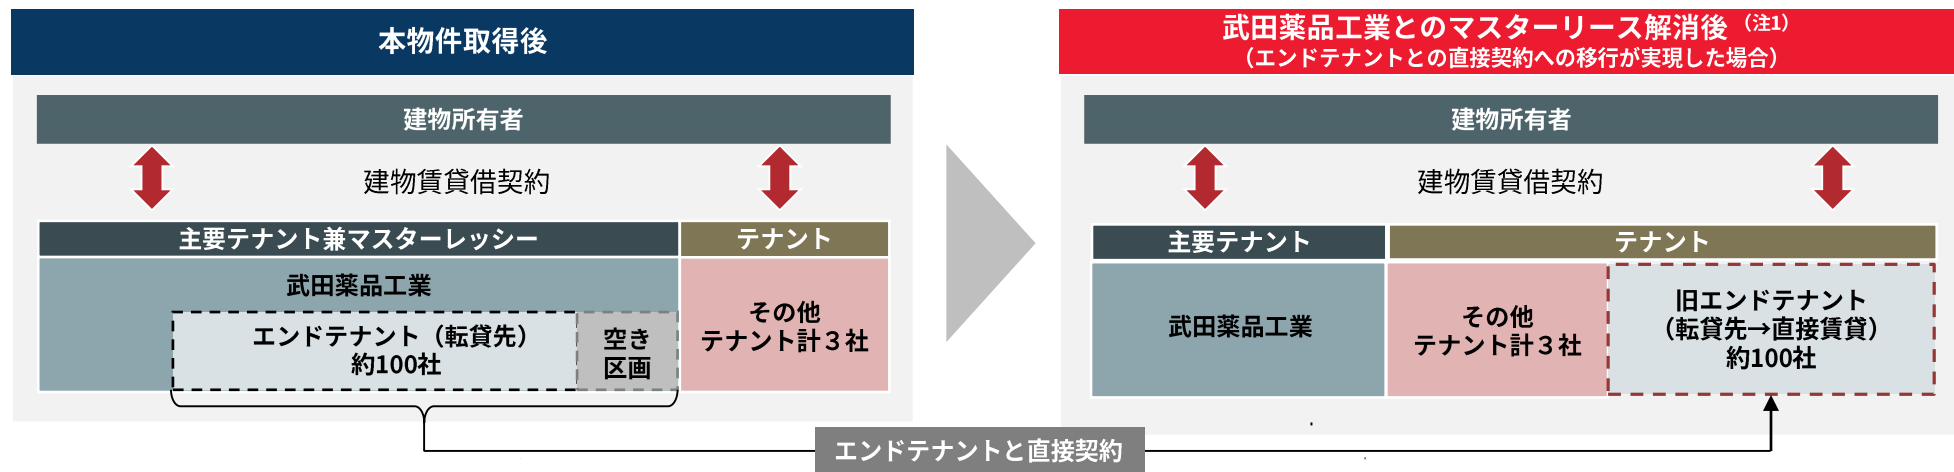 本物件取得後
建物所有者
建物賃貸借契約
主要テナント兼マスターレッシー
テナント
武田薬品工業
エンドテナント（転貸先）
約100社
空き
区画
その他
テナント計３社
武田薬品工業とのマスターリース解消後（注1）
（エンドテナントとの直接契約への移行が実現した場合）
建物所有者
建物賃貸借契約
主要テナント
テナント
武田薬品工業
その他
テナント計３社
旧エンドテナント
（転貸先→直接賃貸）
約100社
エンドテナントと直接契約